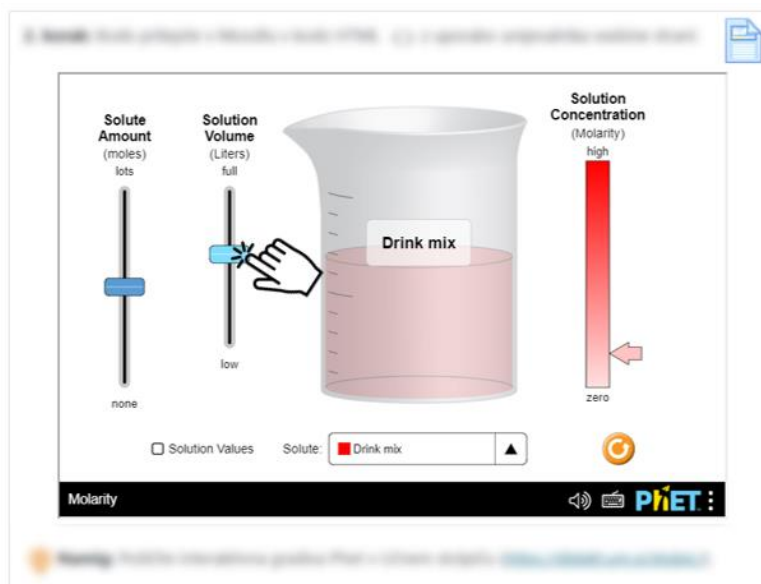 Solute
Amount
(moles)
lots
none
Solution
Volume
(Liters)
full
low
Drink mix
Solution
Concentration
(Molarity)
high
zero
Solution Values
Solute:
Drink mix
Molarity
PhET